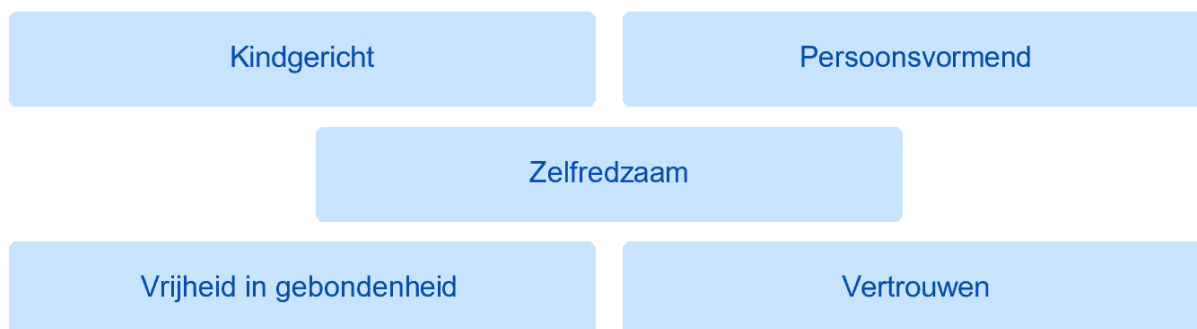 Kindgericht
Persoonsvormend
Zelfredzaam
Vrijheid in gebondenheid
Vertrouwen